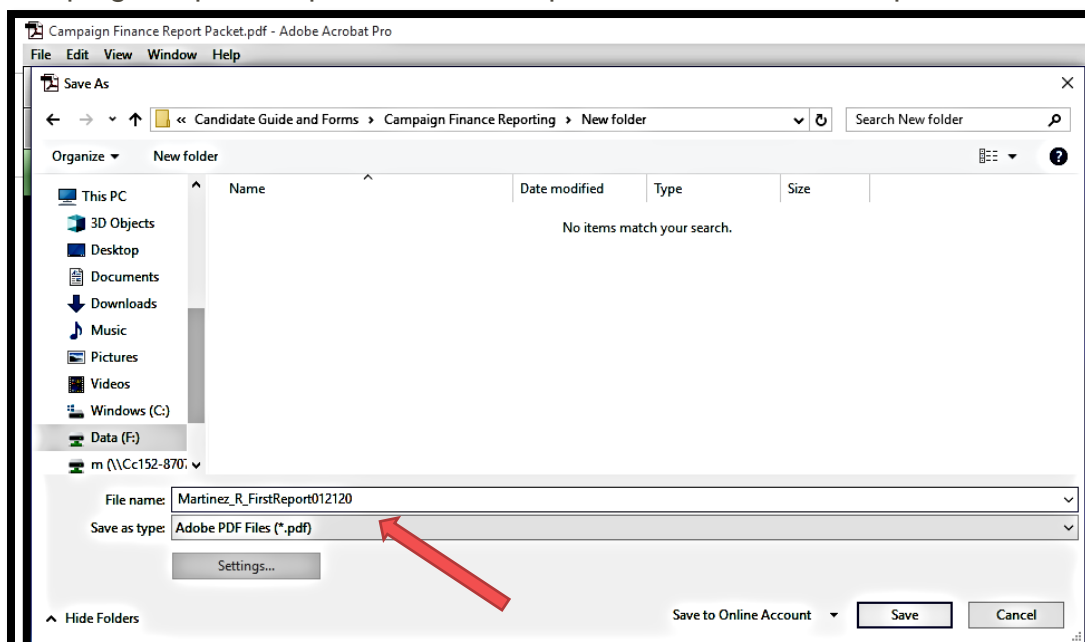 Campaign Finance Report Packet.pdf - Adobe Acrobat Pro
File Edit View Window Help
Save As
« Candidate Guide and Forms > Campaign Finance Reporting > New folder
Search New folder
Organize New folder
Name Date modified Type Size
No items match your search.
This PC
3D Objects
Desktop
Documents
Downloads
Music
Pictures
Videos
Windows (C:)
Data (F:)
m (\\Cc152-8707
File name: Martinez_R_FirstReport012120
Save as type: Adobe PDF Files (*.pdf)
Settings...
Hide Folders Save to Online Account Save Cancel